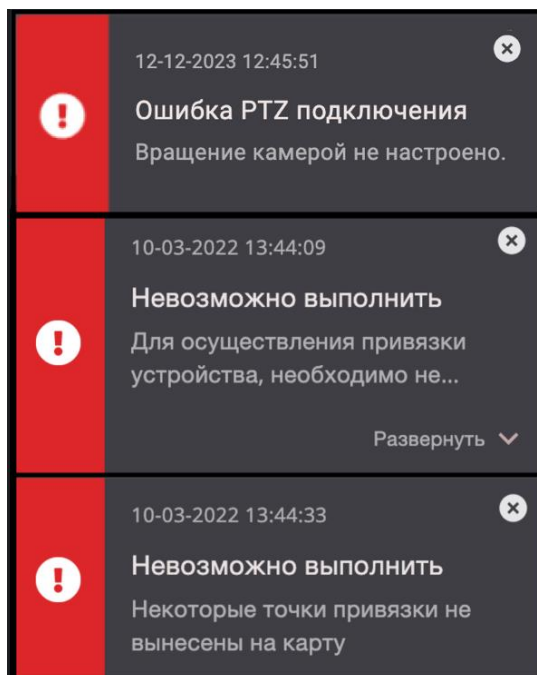 12-12-2023 12:45:51
Ошибка PTZ подключения
Вращение камерой не настроено.
10-03-2022 13:44:09
Невозможно выполнить
Для осуществления привязки
устройства, необходимо не...
Развернуть
10-03-2022 13:44:33
Невозможно выполнить
Некоторые точки привязки не
вынесены на карту